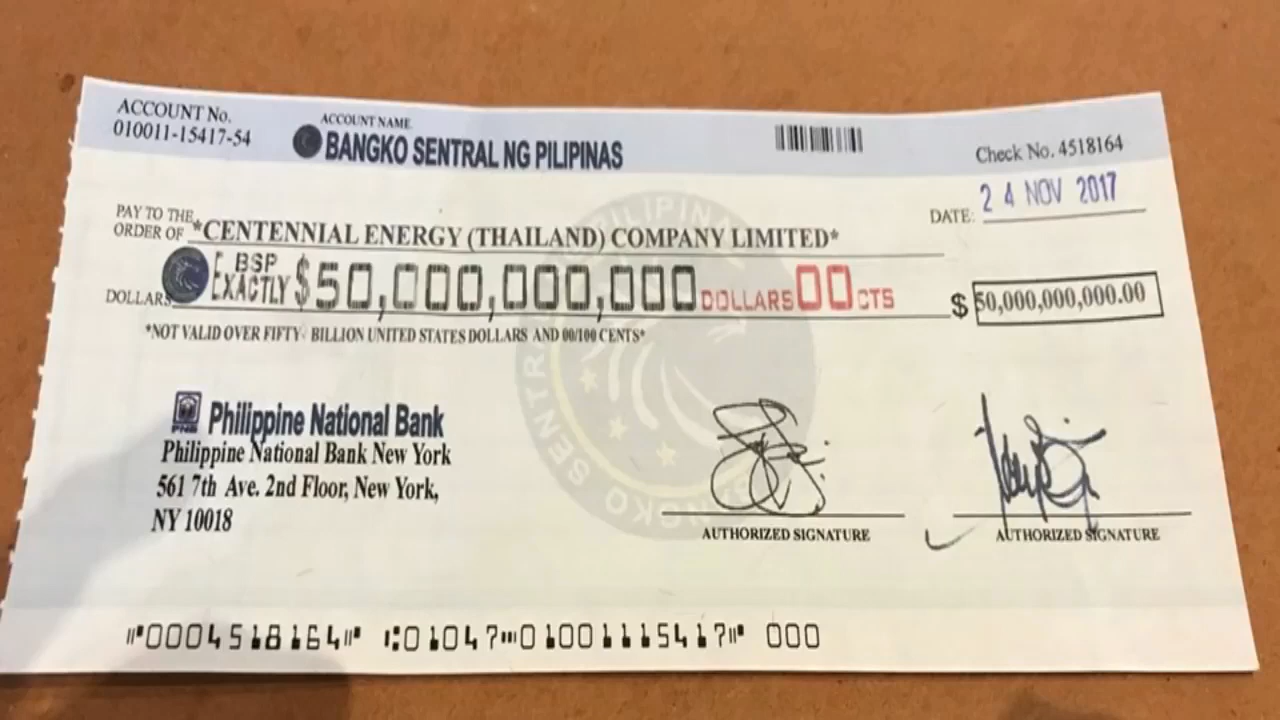 ACCOUNT No.
010011-15417-54
ACCOUNT NAME
BANGKO SENTRAL NG PILIPINAS
Check No. 4518164
DATE: 24 NOV 2017
PAY TO THE
ORDER OF *CENTENNIAL ENERGY (THAILAND) COMPANY LIMITED*
DOLLARS BSP EXACTLY $50,000,000,000 DOLLARS 00 CTS
$ 50,000,000,000.00
*NOT VALID OVER FIFTY BILLION UNITED STATES DOLLARS AND 00/100 CENTS*
PNB Philippine National Bank
Philippine National Bank New York
561 7th Ave. 2nd Floor, New York,
NY 10018
AUTHORIZED SIGNATURE
AUTHORIZED SIGNATURE
⑈0004518164⑈ ⑆01047⑉01001115417⑈ 000